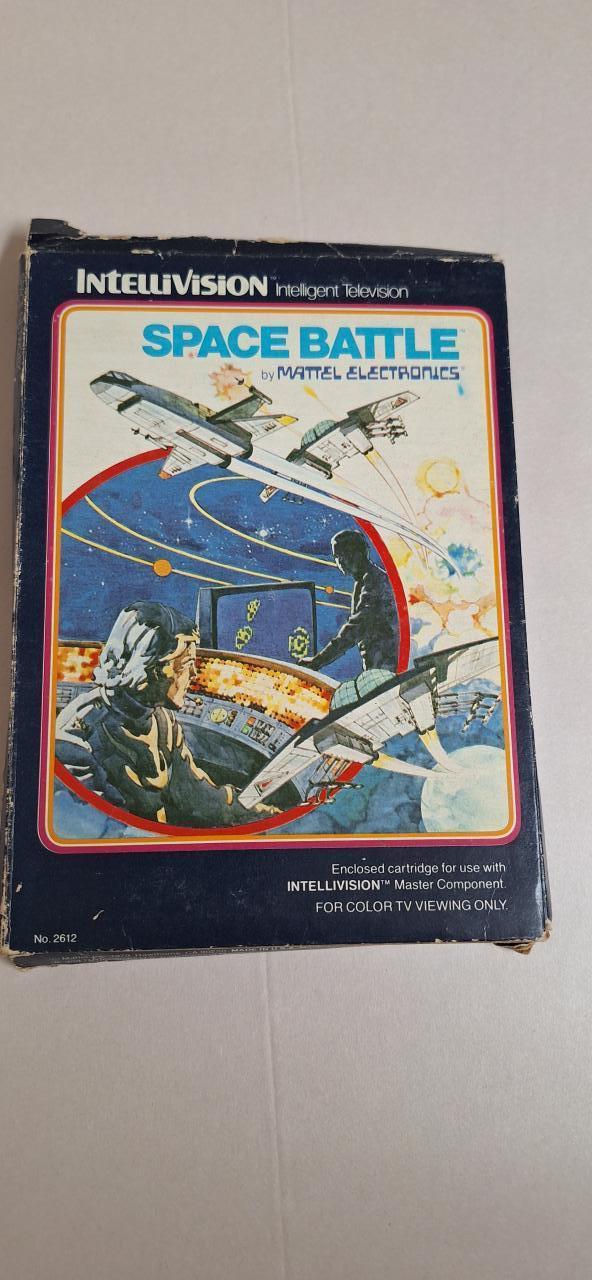 INTELLIVISION™ Intelligent Television
SPACE BATTLE™
by MATTEL ELECTRONICS®
Enclosed cartridge for use with
INTELLIVISION™ Master Component.
FOR COLOR TV VIEWING ONLY.
No. 2612